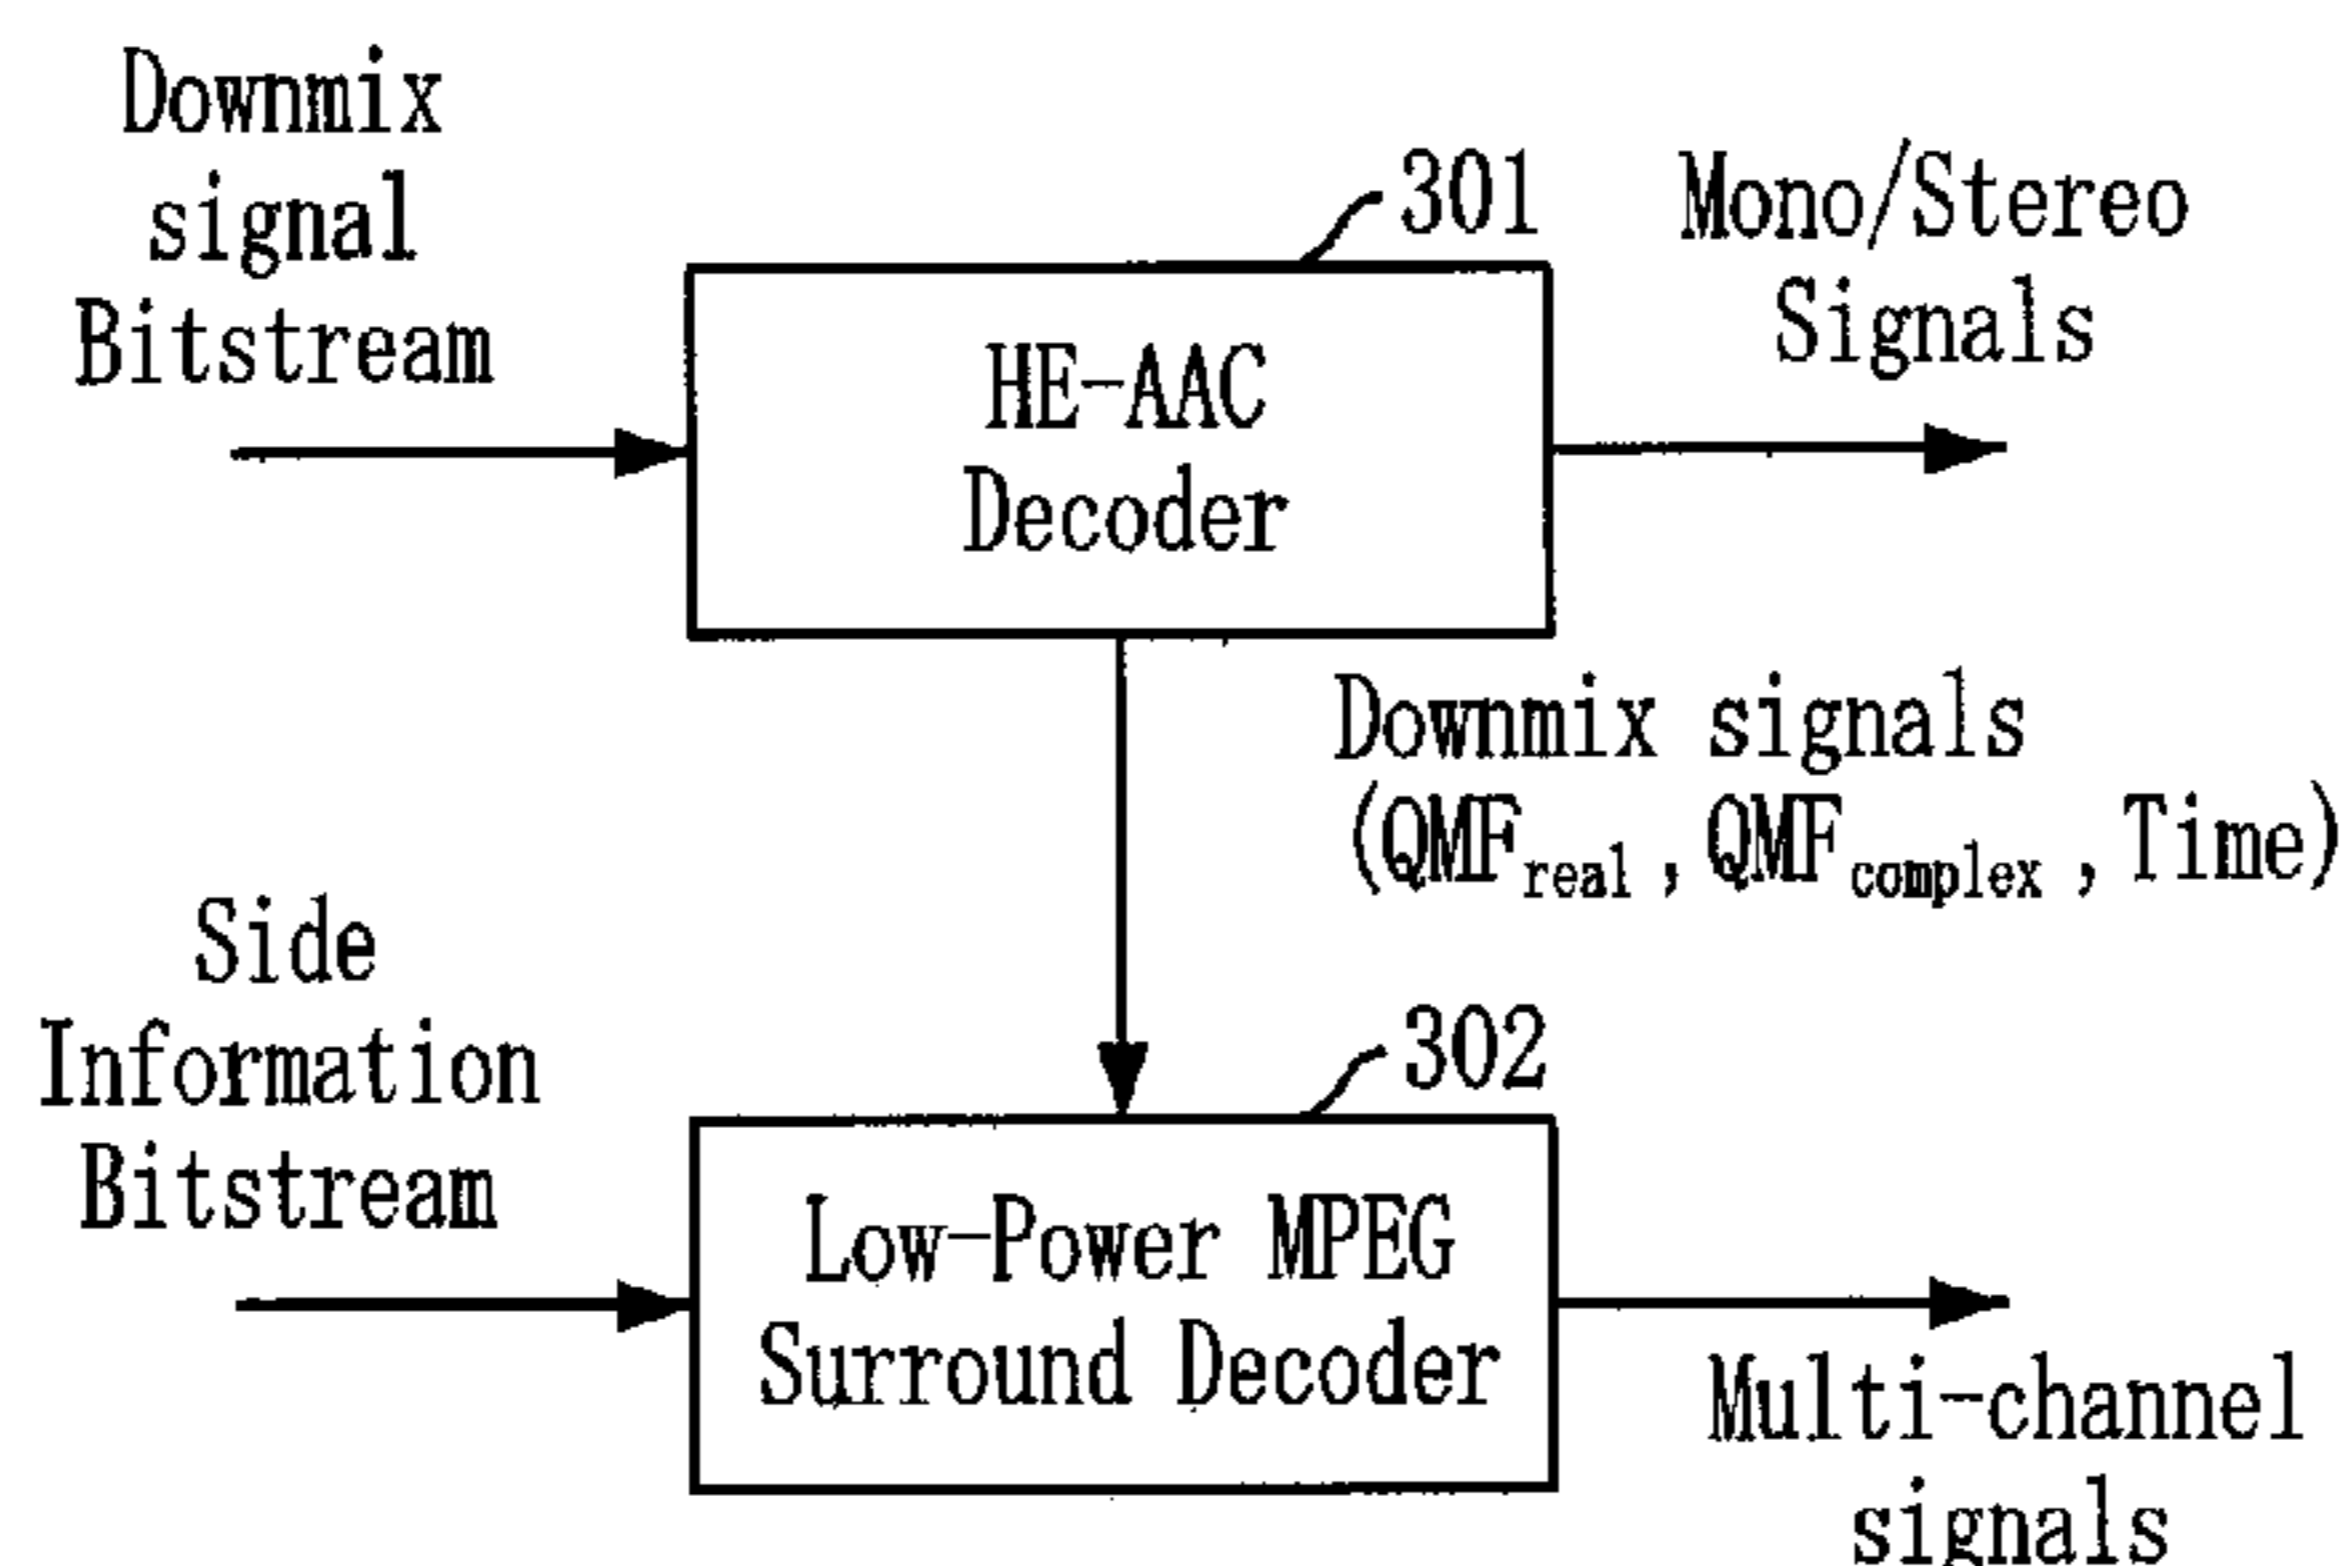 Downmix
signal
Bitstream
301
Mono/Stereo
Signals
HE-AAC
Decoder
Downmix signals
(QMFreal, QMFcomplex, Time)
Side
Information
Bitstream
302
Low-Power MPEG
Surround Decoder
Multi-channel
signals